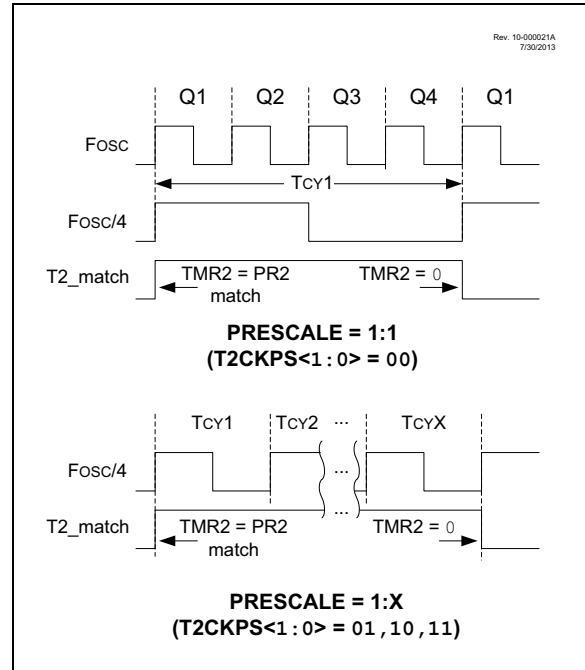 Rev. 10-000021A
7/30/2013
Q1 Q2 Q3 Q4 Q1
FOSC
TCY1
FOSC/4
T2_match
TMR2 = PR2
match
TMR2 = 0
PRESCALE = 1:1
(T2CKPS<1:0> = 00)
TCY1 TCY2 ... TCYX
FOSC/4
...
T2_match
...
TMR2 = PR2
match
TMR2 = 0
PRESCALE = 1:X
(T2CKPS<1:0> = 01,10,11)